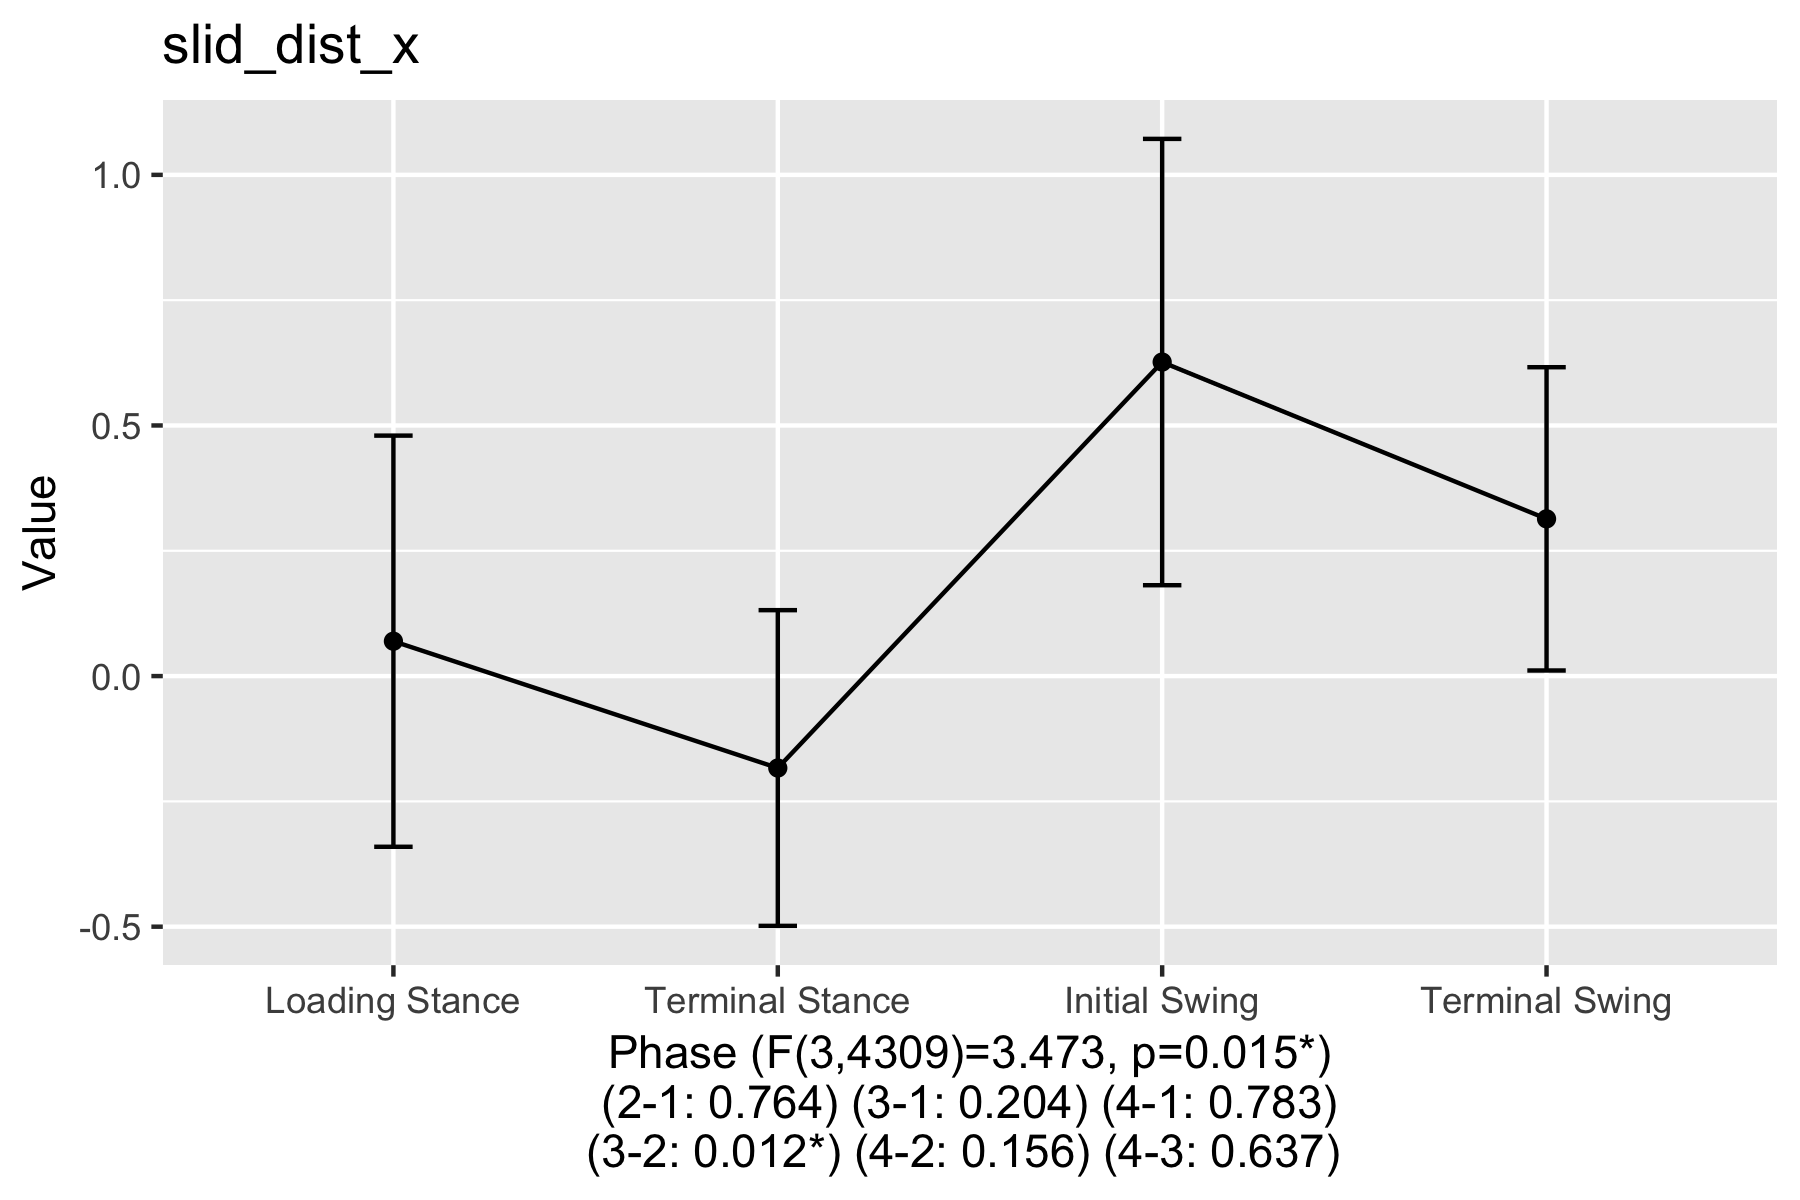 slid_dist_x
1.0
0.5
0.0
-0.5
Value
Loading Stance Terminal Stance Initial Swing Terminal Swing
Phase (F(3,4309)=3.473, p=0.015*)
(2-1: 0.764) (3-1: 0.204) (4-1: 0.783)
(3-2: 0.012*) (4-2: 0.156) (4-3: 0.637)